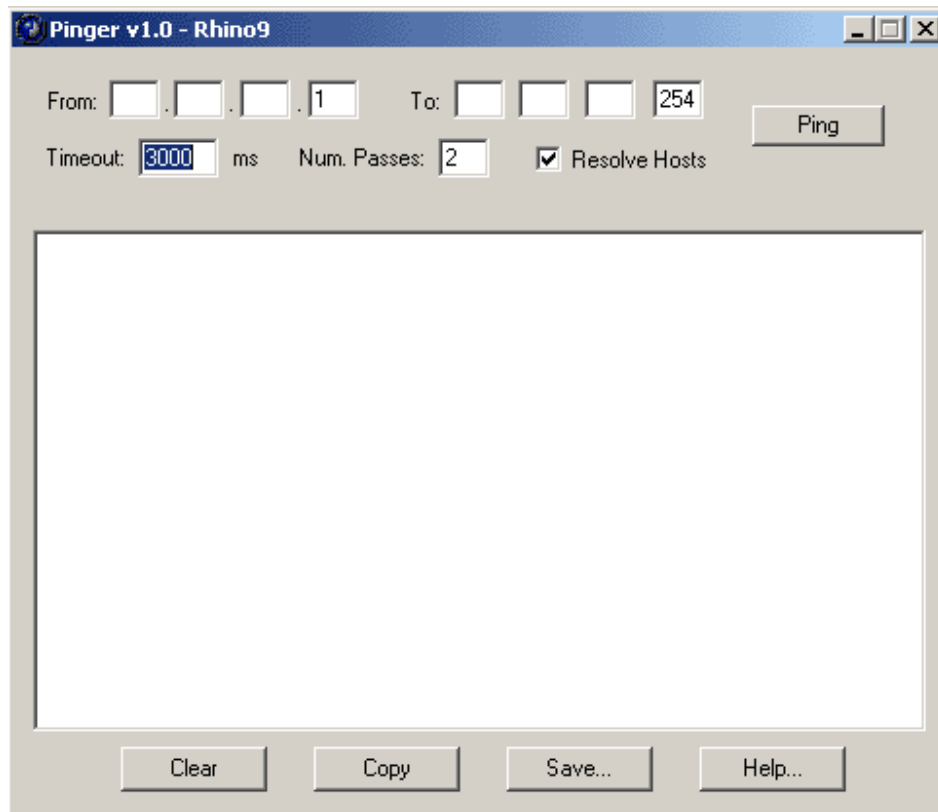 Pinger v1.0 - Rhino9
From: . . . 1 To: 254
Ping
Timeout: 3000 ms Num. Passes: 2 Resolve Hosts
Clear Copy Save... Help...